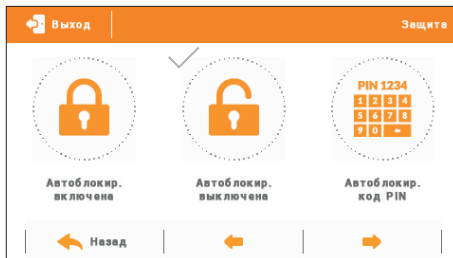 Выход
Защита
PIN 1234
1 2 3 4
5 6 7 8
9 0
Автоблокир.
включена
Автоблокир.
выключена
Автоблокир.
код PIN
Назад